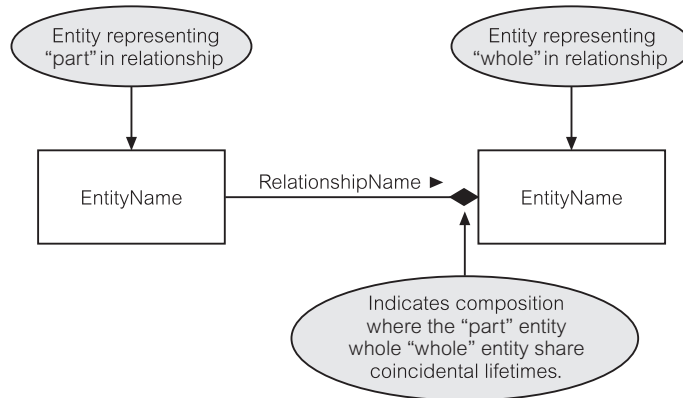 Entity representing
“part” in relationship
Entity representing
“whole” in relationship
EntityName
RelationshipName ►
EntityName
Indicates composition
where the “part” entity
whole “whole” entity share
coincidental lifetimes.